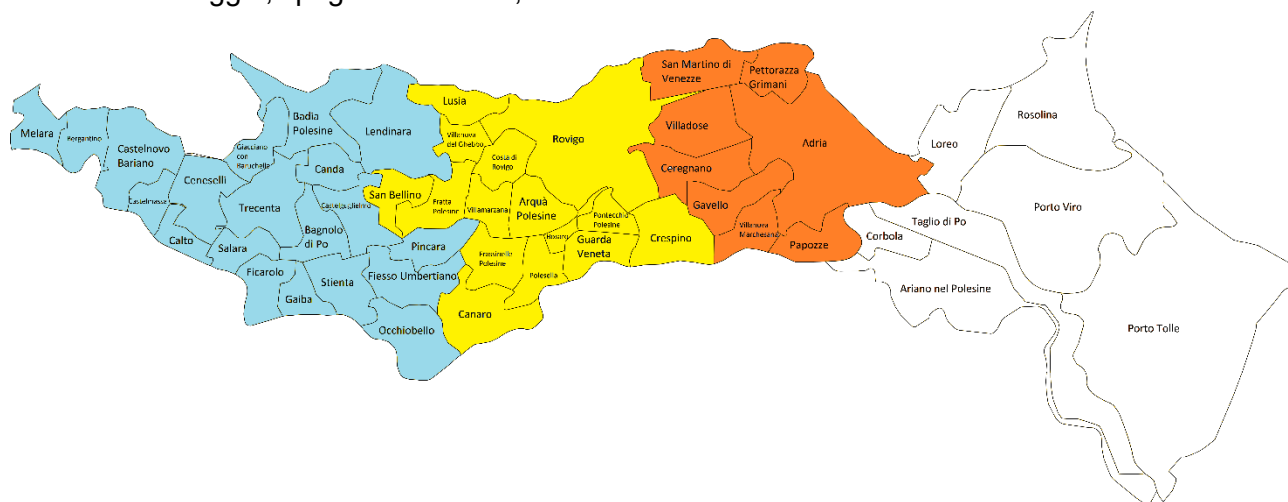 San Martino di
Venezze
Pettorazza
Grimani
Melara
Bergantino
Castelnovo
Bariano
Castelmassa
Ceneselli
Calto
Salara
Ficarolo
Gaiba
Stienta
Trecenta
Giacciano
con
Baruchella
Badia
Polesine
Lendinara
Canda
Castelguglielmo
Bagnolo
di Po
Pincara
Fiesso Umbertiano
Occhiobello
Lusia
Villanova
del Ghebbo
Costa di
Rovigo
Rovigo
San Bellino
Fratta
Polesine
Villamarzana
Arquà
Polesine
Pontecchio
Polesine
Bosaro
Guarda
Veneta
Crespino
Frassinelle
Polesine
Polesella
Canaro
Villadose
Ceregnano
Adria
Gavello
Villanova
Marchesana
Papozze
Loreo
Rosolina
Porto Viro
Taglio di Po
Corbola
Ariano nel Polesine
Porto Tolle